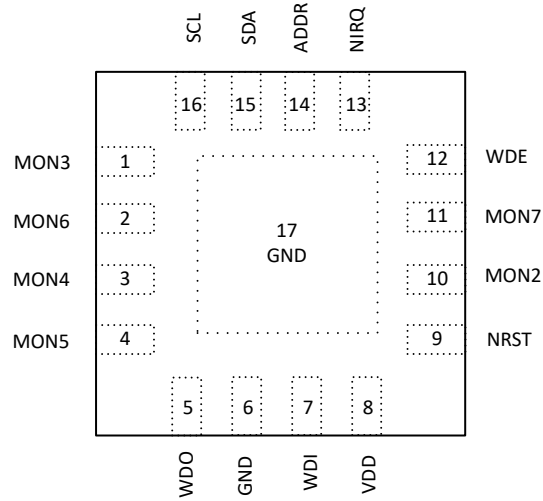 SCL
SDA
ADDR
NIRQ
16
15
14
13
MON3
1
12
WDE
MON6
2
11
MON7
17
GND
MON4
3
10
MON2
MON5
4
9
NRST
5
6
7
8
WDO
GND
WDI
VDD